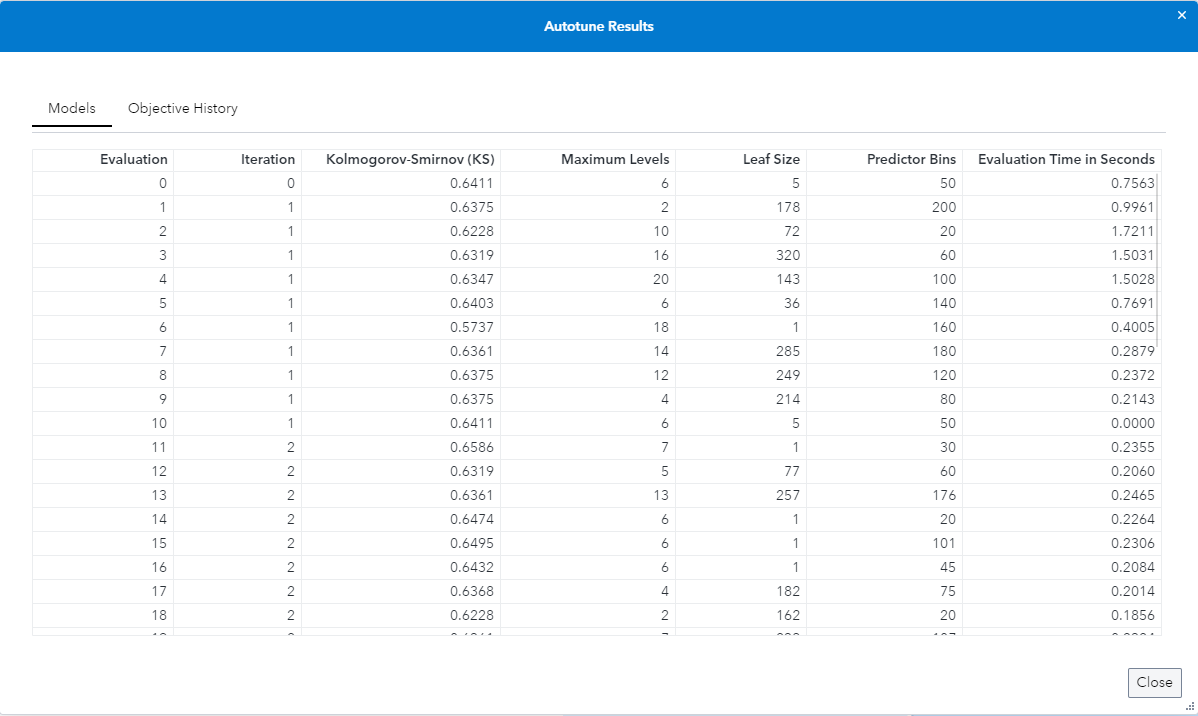 Autotune Results
Models Objective History
Evaluation Iteration Kolmogorov-Smirnov (KS) Maximum Levels Leaf Size Predictor Bins Evaluation Time in Seconds
0 0 0.6411 6 5 50 0.7563
1 1 0.6375 2 178 200 0.9961
2 1 0.6228 10 72 20 1.7211
3 1 0.6319 16 320 60 1.5031
4 1 0.6347 20 143 100 1.5028
5 1 0.6403 6 36 140 0.7691
6 1 0.5737 18 1 160 0.4005
7 1 0.6361 14 285 180 0.2879
8 1 0.6375 12 249 120 0.2372
9 1 0.6375 4 214 80 0.2143
10 1 0.6411 6 5 50 0.0000
11 2 0.6586 7 1 30 0.2355
12 2 0.6319 5 77 60 0.2060
13 2 0.6361 13 257 176 0.2465
14 2 0.6474 6 1 20 0.2264
15 2 0.6495 6 1 101 0.2306
16 2 0.6432 6 1 45 0.2084
17 2 0.6368 4 182 75 0.2014
18 2 0.6228 2 162 20 0.1856
Close